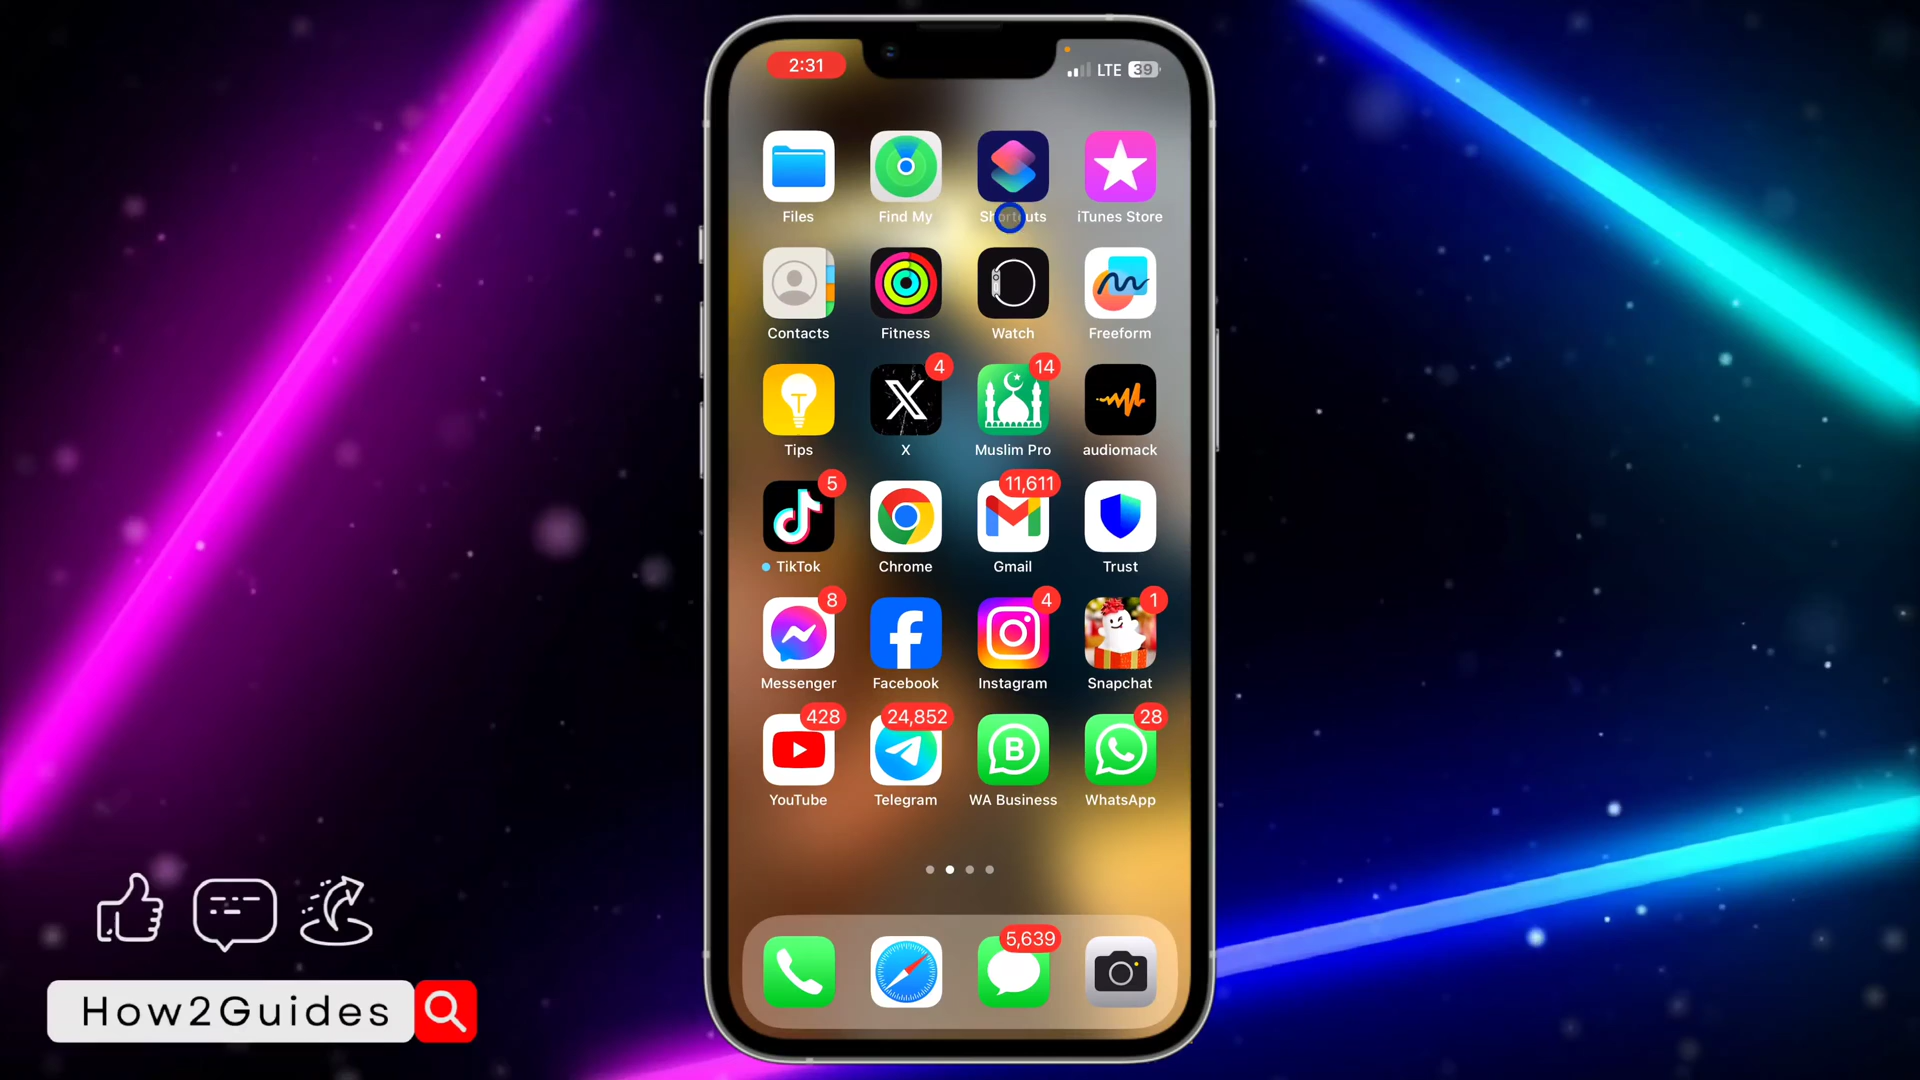 2:31
LTE 39
Files Find My Shortcuts iTunes Store
Contacts Fitness Watch Freeform
4 14
Tips X Muslim Pro audiomack
5 11,611
TikTok Chrome Gmail Trust
8 4 1
Messenger Facebook Instagram Snapchat
428 24,852 B 28
YouTube Telegram WA Business WhatsApp
5,639
How2Guides